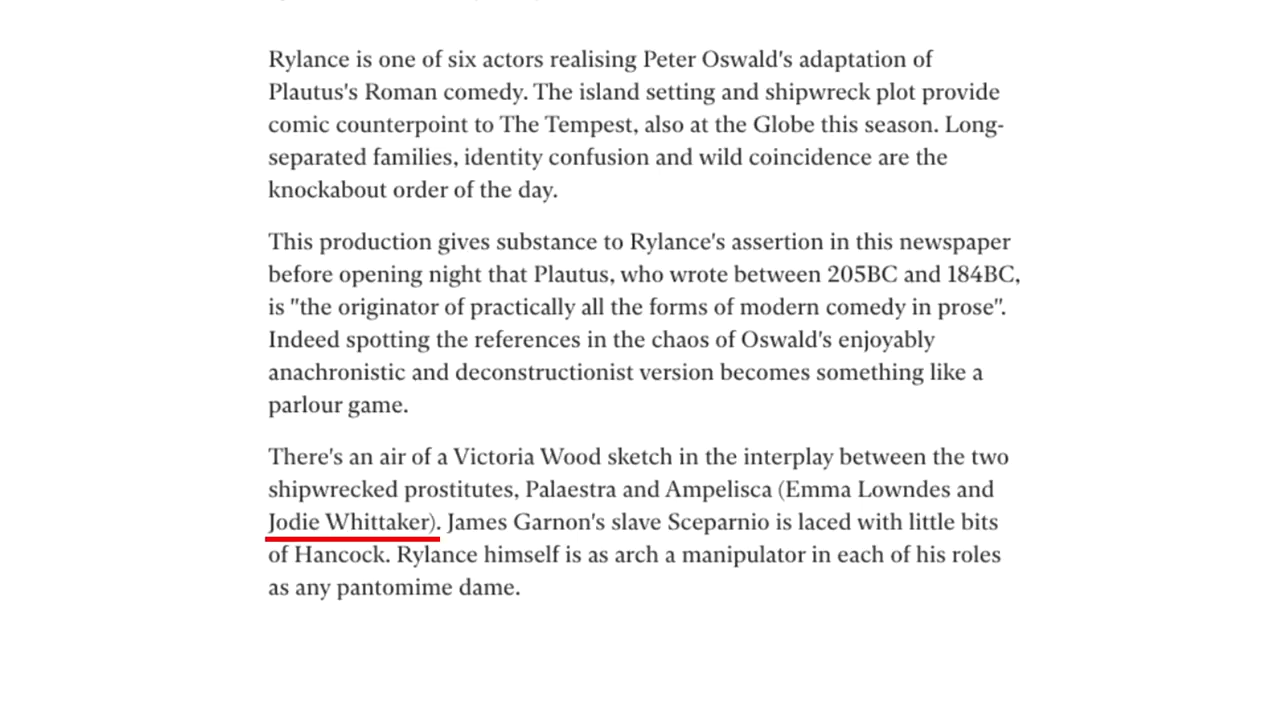 Rylance is one of six actors realising Peter Oswald's adaptation of
Plautus's Roman comedy. The island setting and shipwreck plot provide
comic counterpoint to The Tempest, also at the Globe this season. Long-
separated families, identity confusion and wild coincidence are the
knockabout order of the day.
This production gives substance to Rylance's assertion in this newspaper
before opening night that Plautus, who wrote between 205BC and 184BC,
is "the originator of practically all the forms of modern comedy in prose".
Indeed spotting the references in the chaos of Oswald's enjoyably
anachronistic and deconstructionist version becomes something like a
parlour game.
There's an air of a Victoria Wood sketch in the interplay between the two
shipwrecked prostitutes, Palaestra and Ampelisca (Emma Lowndes and
Jodie Whittaker). James Garnon's slave Sceparnio is laced with little bits
of Hancock. Rylance himself is as arch a manipulator in each of his roles
as any pantomime dame.